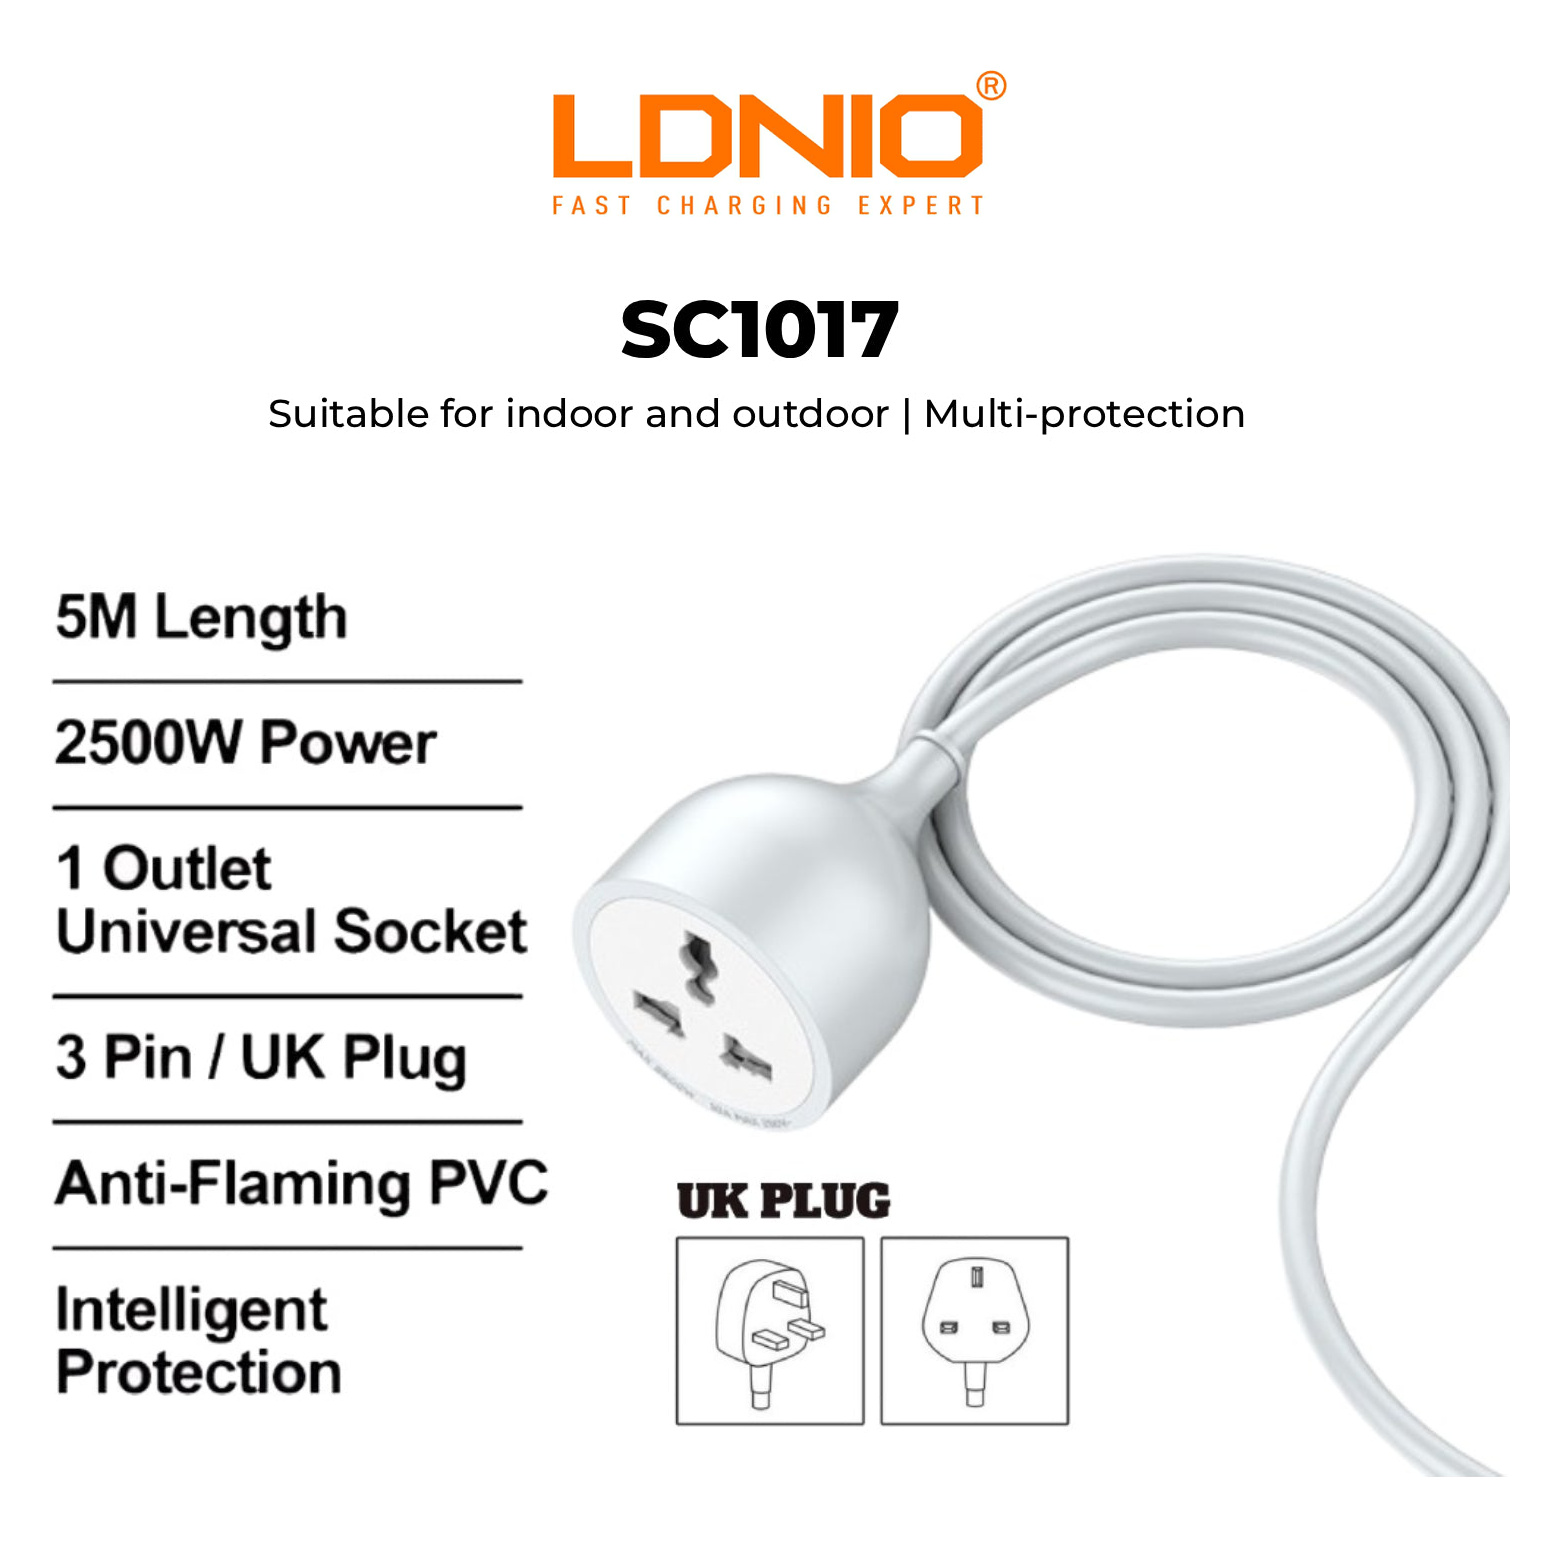 LDNIO®
FAST CHARGING EXPERT
SC1017
Suitable for indoor and outdoor | Multi-protection
5M Length
2500W Power
1 Outlet
Universal Socket
3 Pin / UK Plug
Anti-Flaming PVC
Intelligent
Protection
UK PLUG